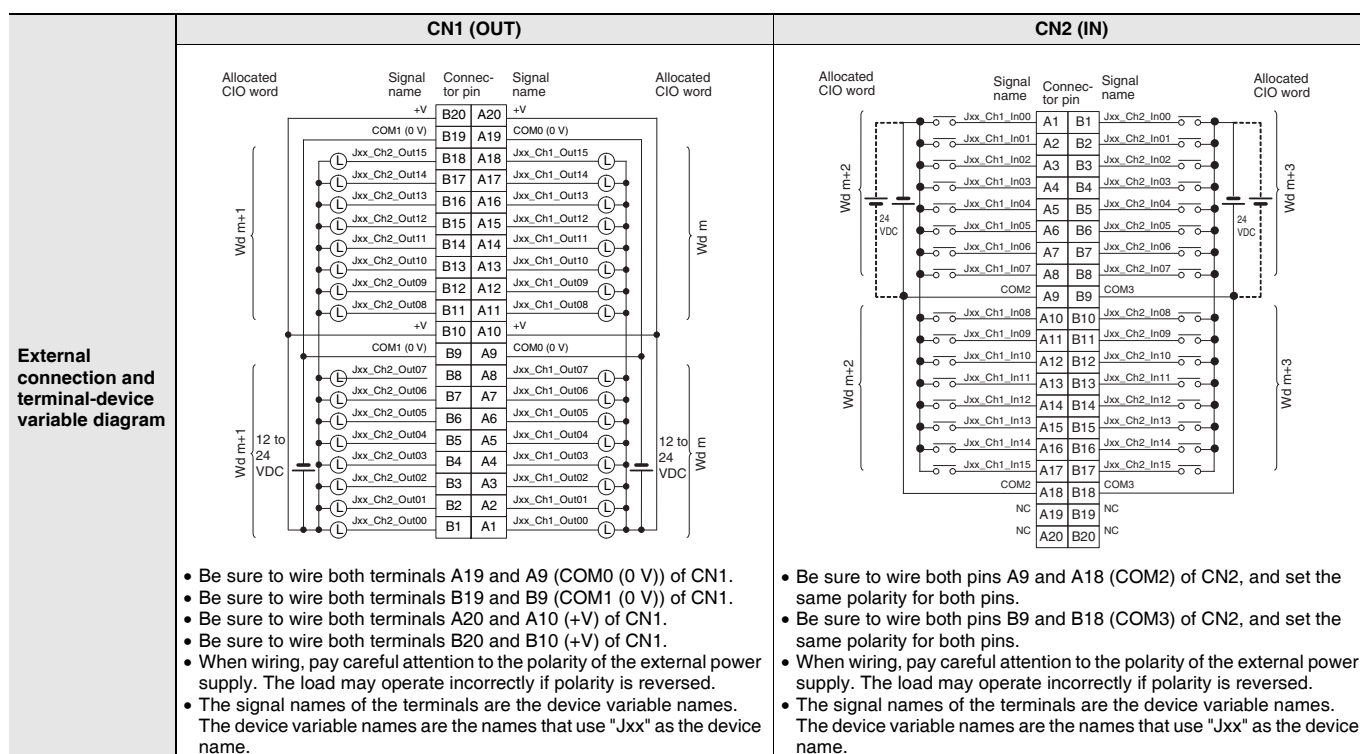 CN1 (OUT)
CN2 (IN)
External
connection and
terminal-device
variable diagram
Allocated
CIO word
Signal
name
Connec-
tor pin
Signal
name
Allocated
CIO word
+V B20 A20 +V
COM1 (0 V) B19 A19 COM0 (0 V)
Jxx_Ch2_Out15 B18 A18 Jxx_Ch1_Out15
L Jxx_Ch2_Out14 B17 A17 Jxx_Ch1_Out14 L
L Jxx_Ch2_Out13 B16 A16 Jxx_Ch1_Out13 L
L Jxx_Ch2_Out12 B15 A15 Jxx_Ch1_Out12 L
L Jxx_Ch2_Out11 B14 A14 Jxx_Ch1_Out11 L
L Jxx_Ch2_Out10 B13 A13 Jxx_Ch1_Out10 L
L Jxx_Ch2_Out09 B12 A12 Jxx_Ch1_Out09 L
L Jxx_Ch2_Out08 B11 A11 Jxx_Ch1_Out08 L
Wd m+1
Wd m
+V B10 A10 +V
COM1 (0 V) B9 A9 COM0 (0 V)
L Jxx_Ch2_Out07 B8 A8 Jxx_Ch1_Out07 L
L Jxx_Ch2_Out06 B7 A7 Jxx_Ch1_Out06 L
L Jxx_Ch2_Out05 B6 A6 Jxx_Ch1_Out05 L
L Jxx_Ch2_Out04 B5 A5 Jxx_Ch1_Out04 L
L Jxx_Ch2_Out03 B4 A4 Jxx_Ch1_Out03 L
L Jxx_Ch2_Out02 B3 A3 Jxx_Ch1_Out02 L
L Jxx_Ch2_Out01 B2 A2 Jxx_Ch1_Out01 L
L Jxx_Ch2_Out00 B1 A1 Jxx_Ch1_Out00 L
Wd m+1
12 to
24
VDC
12 to
24
VDC
Wd m
• Be sure to wire both terminals A19 and A9 (COM0 (0 V)) of CN1.
• Be sure to wire both terminals B19 and B9 (COM1 (0 V)) of CN1.
• Be sure to wire both terminals A20 and A10 (+V) of CN1.
• Be sure to wire both terminals B20 and B10 (+V) of CN1.
• When wiring, pay careful attention to the polarity of the external power
supply. The load may operate incorrectly if polarity is reversed.
• The signal names of the terminals are the device variable names.
The device variable names are the names that use "Jxx" as the device
name.
Allocated
CIO word
Signal
name
Connec-
tor pin
Signal
name
Allocated
CIO word
Jxx_Ch1_In00 A1 B1 Jxx_Ch2_In00
Jxx_Ch1_In01 A2 B2 Jxx_Ch2_In01
Jxx_Ch1_In02 A3 B3 Jxx_Ch2_In02
Jxx_Ch1_In03 A4 B4 Jxx_Ch2_In03
Jxx_Ch1_In04 A5 B5 Jxx_Ch2_In04
Jxx_Ch1_In05 A6 B6 Jxx_Ch2_In05
Jxx_Ch1_In06 A7 B7 Jxx_Ch2_In06
Jxx_Ch1_In07 A8 B8 Jxx_Ch2_In07
COM2 A9 B9 COM3
Wd m+2
24
VDC
24
VDC
Wd m+3
Jxx_Ch1_In08 A10 B10 Jxx_Ch2_In08
Jxx_Ch1_In09 A11 B11 Jxx_Ch2_In09
Jxx_Ch1_In10 A12 B12 Jxx_Ch2_In10
Jxx_Ch1_In11 A13 B13 Jxx_Ch2_In11
Jxx_Ch1_In12 A14 B14 Jxx_Ch2_In12
Jxx_Ch1_In13 A15 B15 Jxx_Ch2_In13
Jxx_Ch1_In14 A16 B16 Jxx_Ch2_In14
Jxx_Ch1_In15 A17 B17 Jxx_Ch2_In15
COM2 A18 B18 COM3
NC A19 B19 NC
NC A20 B20 NC
Wd m+2
Wd m+3
• Be sure to wire both pins A9 and A18 (COM2) of CN2, and set the
same polarity for both pins.
• Be sure to wire both pins B9 and B18 (COM3) of CN2, and set the
same polarity for both pins.
• When wiring, pay careful attention to the polarity of the external power
supply. The load may operate incorrectly if polarity is reversed.
• The signal names of the terminals are the device variable names.
The device variable names are the names that use "Jxx" as the device
name.